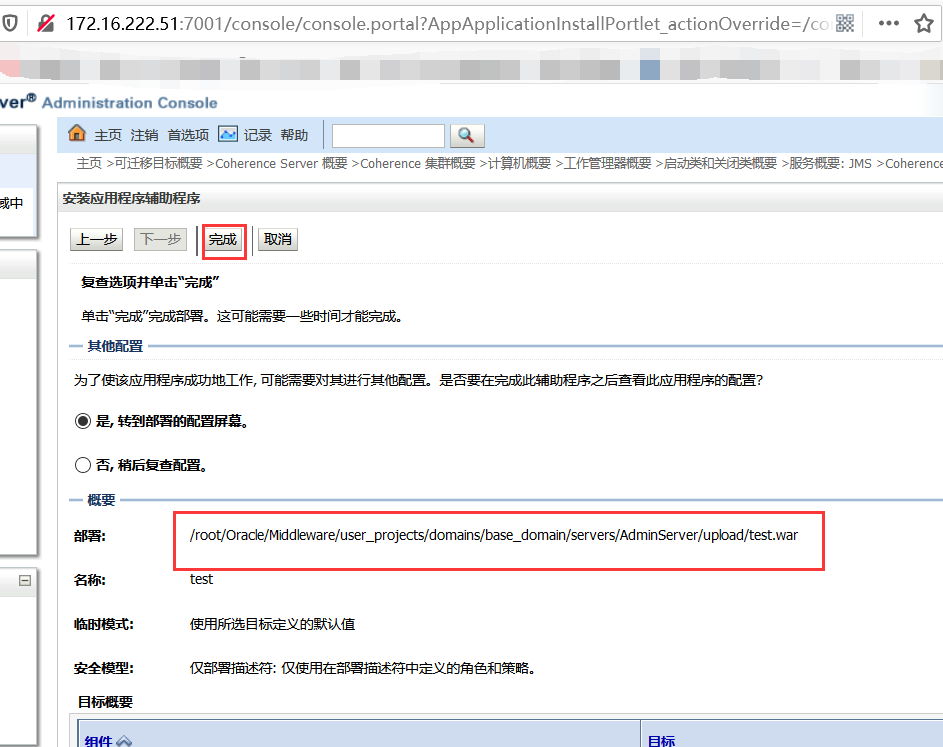 172.16.222.51:7001/console/console.portal?AppApplicationInstallPortlet_actionOverride=/co
ver® Administration Console
主页 注销 首选项 记录 帮助
主页 >可迁移目标概要 >Coherence Server 概要 >Coherence 集群概要 >计算机概要 >工作管理器概要 >启动类和关闭类概要 >服务概要: JMS >Coherence
域中
安装应用程序辅助程序
上一步 下一步 完成 取消
复查选项并单击“完成”
单击“完成”完成部署。这可能需要一些时间才能完成。
其他配置
为了使该应用程序成功地工作, 可能需要对其进行其他配置。是否要在完成此辅助程序之后查看此应用程序的配置?
是, 转到部署的配置屏幕。
否, 稍后复查配置。
概要
部署: /root/Oracle/Middleware/user_projects/domains/base_domain/servers/AdminServer/upload/test.war
名称: test
临时模式: 使用所选目标定义的默认值
安全模型: 仅部署描述符: 仅使用在部署描述符中定义的角色和策略。
目标概要
组件 目标